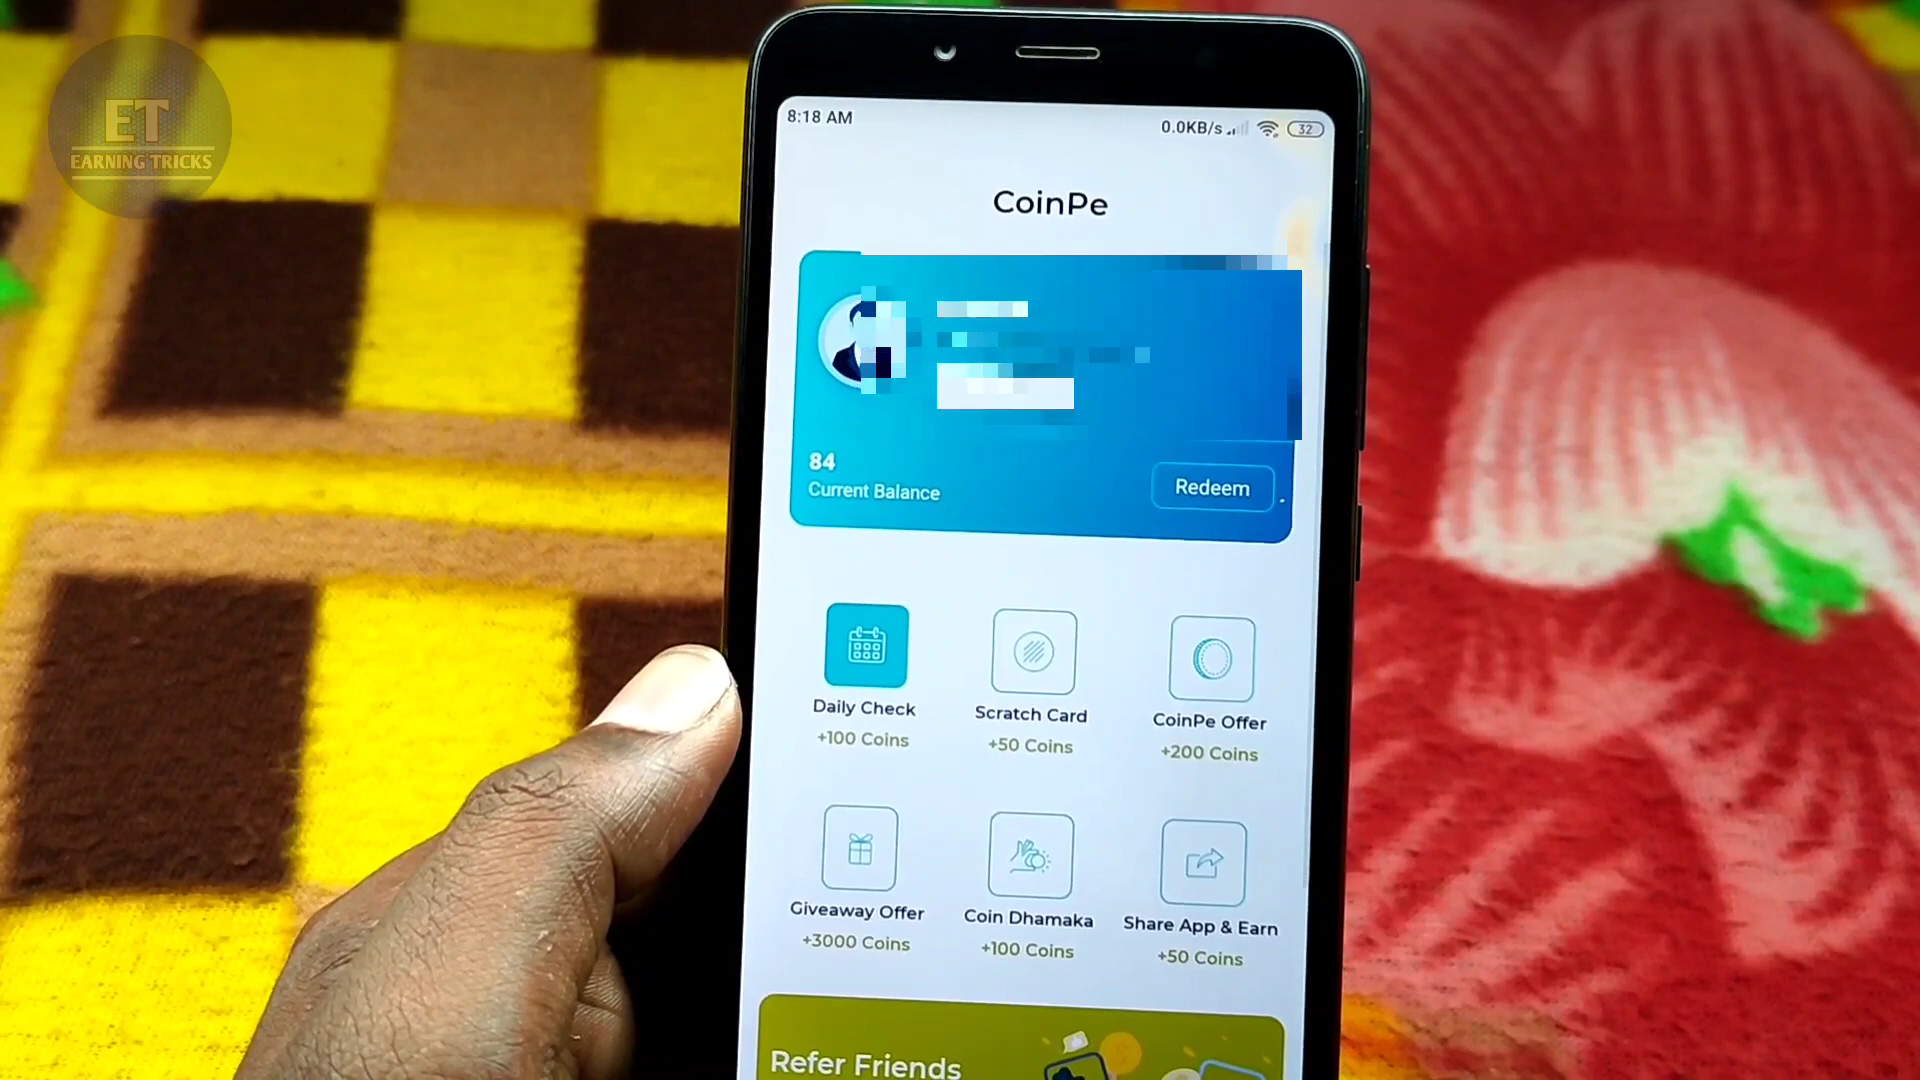 ET
EARNING TRICKS
8:18 AM
0.0KB/s
32
CoinPe
84
Current Balance
Redeem
Daily Check
+100 Coins
Scratch Card
+50 Coins
CoinPe Offer
+200 Coins
Giveaway Offer
+3000 Coins
Coin Dhamaka
+100 Coins
Share App & Earn
+50 Coins
Refer Friends